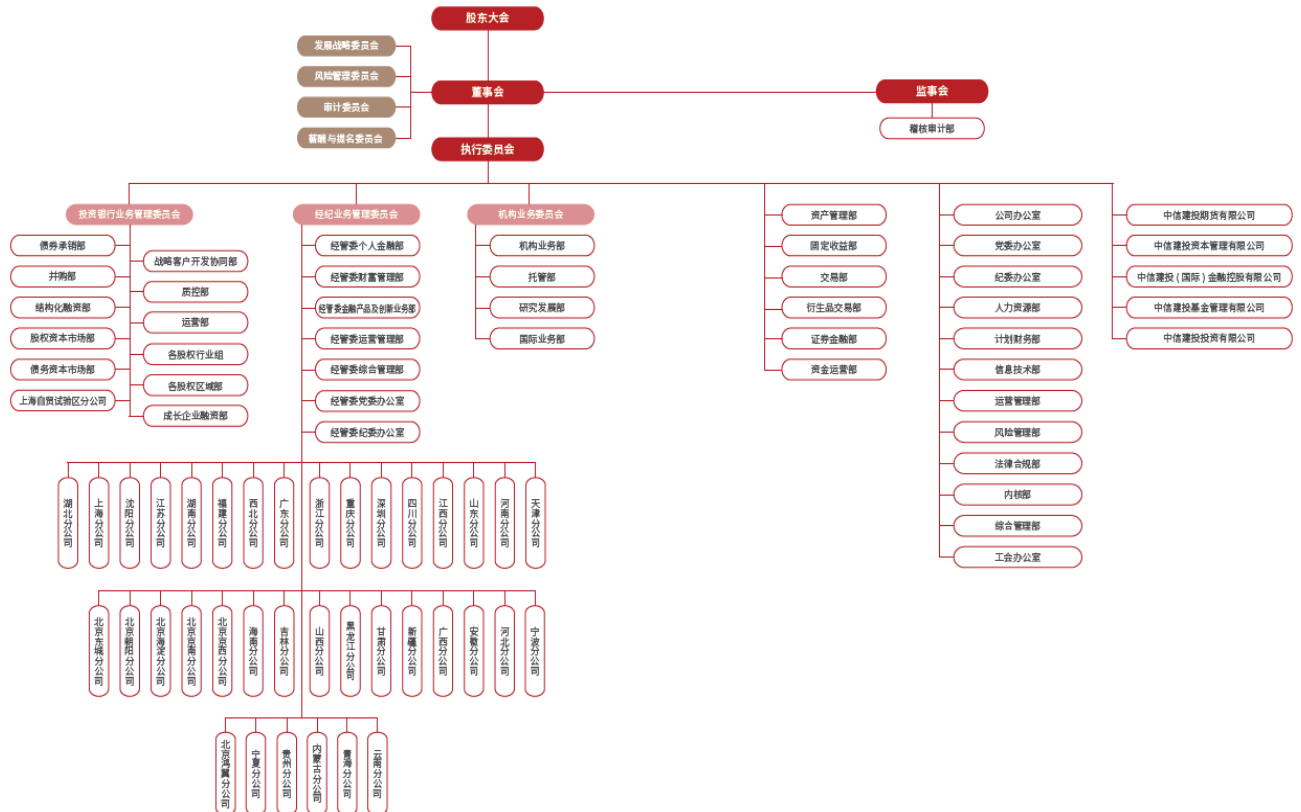 股东大会
发展战略委员会
风险管理委员会
审计委员会
薪酬与提名委员会
董事会
监事会
稽核审计部
执行委员会
投资银行业务管理委员会
债券承销部
并购部
结构化融资部
股权资本市场部
债务资本市场部
上海自贸试验区分公司
战略客户开发协同部
质控部
运营部
各股权行业组
各股权区域部
成长企业融资部
经纪业务管理委员会
经管委个人金融部
经管委财富管理部
经管委金融产品及创新业务部
经管委运营管理部
经管委综合管理部
经管委党委办公室
经管委纪委办公室
机构业务委员会
机构业务部
托管部
研究发展部
国际业务部
资产管理部
固定收益部
交易部
衍生品交易部
证券金融部
资金运营部
公司办公室
党委办公室
纪委办公室
人力资源部
计划财务部
信息技术部
运营管理部
风险管理部
法律合规部
内核部
综合管理部
工会办公室
中信建投期货有限公司
中信建投资本管理有限公司
中信建投（国际）金融控股有限公司
中信建投基金管理有限公司
中信建投投资有限公司
湖北分公司
上海分公司
沈阳分公司
江苏分公司
湖南分公司
福建分公司
西北分公司
广东分公司
浙江分公司
重庆分公司
深圳分公司
四川分公司
江西分公司
山东分公司
河南分公司
天津分公司
北京东城分公司
北京朝阳分公司
北京海淀分公司
北京京南分公司
北京京西分公司
海南分公司
吉林分公司
山西分公司
黑龙江分公司
甘肃分公司
新疆分公司
广西分公司
安徽分公司
河北分公司
宁波分公司
北京鸿翼分公司
宁夏分公司
贵州分公司
内蒙古分公司
青海分公司
云南分公司